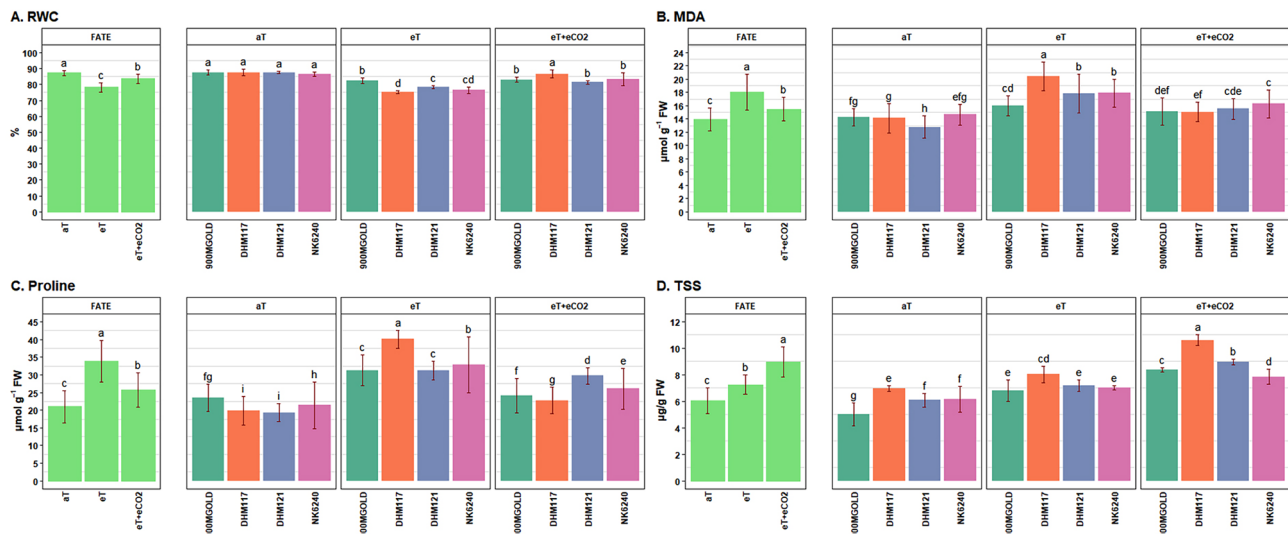 A. RWC
FATE aT eT eT+eCO2
100
90
80
70
60
50
40
30
20
10
0
%
a c b
a a a a
b d c cd
b a b b
aT eT eT+eCO2
900MGOLD DHM117 DHM121 NK6240
900MGOLD DHM117 DHM121 NK6240
900MGOLD DHM117 DHM121 NK6240
B. MDA
FATE aT eT eT+eCO2
24
22
20
18
16
14
12
10
8
6
4
2
0
µmol g⁻¹ FW
c a b
fg g h efg
cd a b b
def ef cde c
aT eT eT+eCO2
900MGOLD DHM117 DHM121 NK6240
900MGOLD DHM117 DHM121 NK6240
900MGOLD DHM117 DHM121 NK6240
C. Proline
FATE aT eT eT+eCO2
45
40
35
30
25
20
15
10
5
0
µmol g⁻¹ FW
c a b
fg i i h
c a c b
f g d e
aT eT eT+eCO2
00MGOLD DHM117 DHM121 NK6240
00MGOLD DHM117 DHM121 NK6240
00MGOLD DHM117 DHM121 NK6240
D. TSS
FATE aT eT eT+eCO2
12
10
8
6
4
2
0
µg/g FW
c b a
g e f f
e cd e e
c a b d
aT eT eT+eCO2
00MGOLD DHM117 DHM121 NK6240
00MGOLD DHM117 DHM121 NK6240
00MGOLD DHM117 DHM121 NK6240